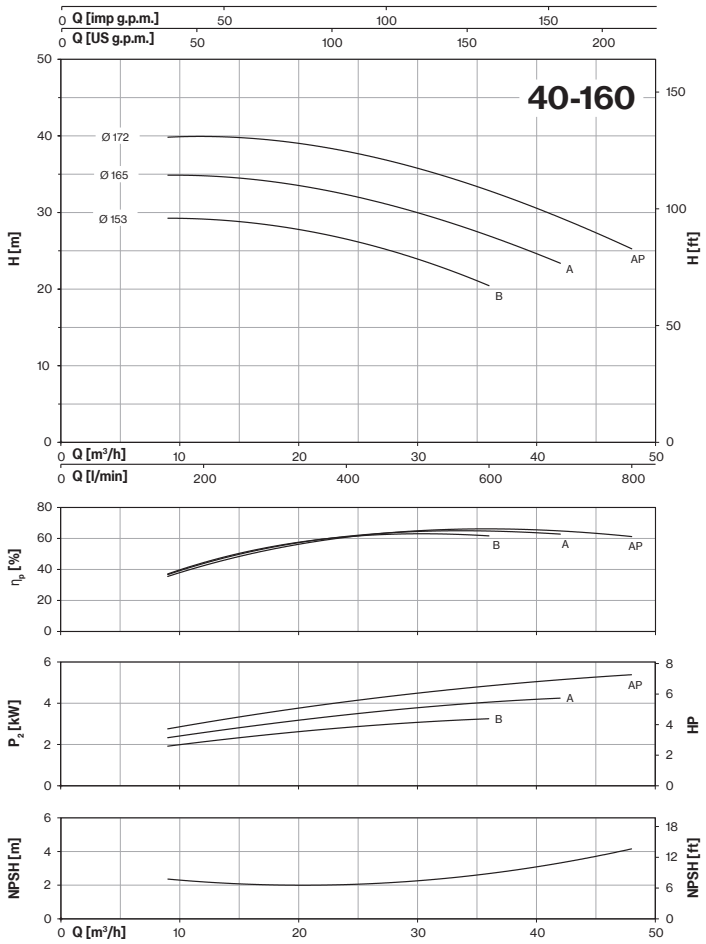 0 Q [imp g.p.m.] 50 100 150
0 Q [US g.p.m.] 50 100 150 200
40-160
H [m]
50
40
30
20
10
0
H [ft]
150
100
50
0
Ø 172
Ø 165
Ø 153
AP
A
B
0 Q [m³/h] 10 20 30 40 50
0 Q [l/min] 200 400 600 800
ηp [%]
80
60
40
20
0
B
A
AP
P2 [kW]
6
4
2
0
HP
8
6
4
2
0
AP
A
B
NPSH [m]
6
4
2
0
NPSH [ft]
18
12
6
0
0 Q [m³/h] 10 20 30 40 50